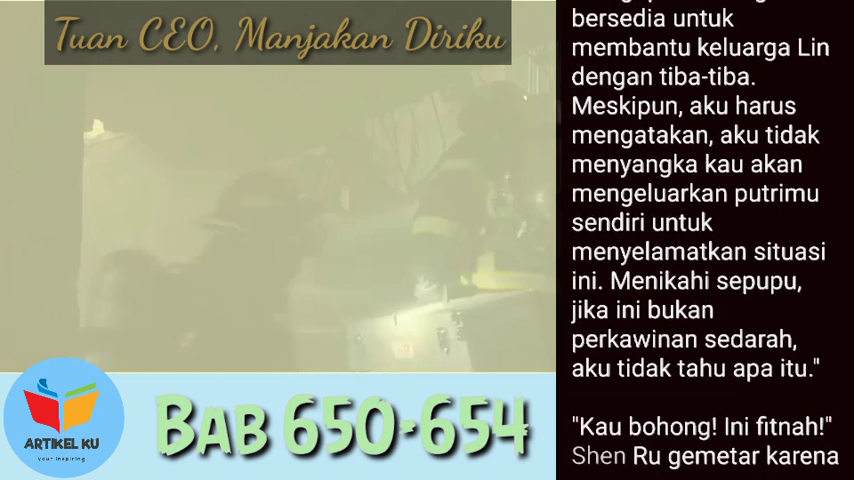 Tuan CEO, Manjakan Diriku
bersedia untuk
membantu keluarga Lin
dengan tiba-tiba.
Meskipun, aku harus
mengatakan, aku tidak
menyangka kau akan
mengeluarkan putrimu
sendiri untuk
menyelamatkan situasi
ini. Menikahi sepupu,
jika ini bukan
perkawinan sedarah,
aku tidak tahu apa itu."
"Kau bohong! Ini fitnah!"
Shen Ru gemetar karena
ARTIKEL KU
your inspiring
BAB 650-654